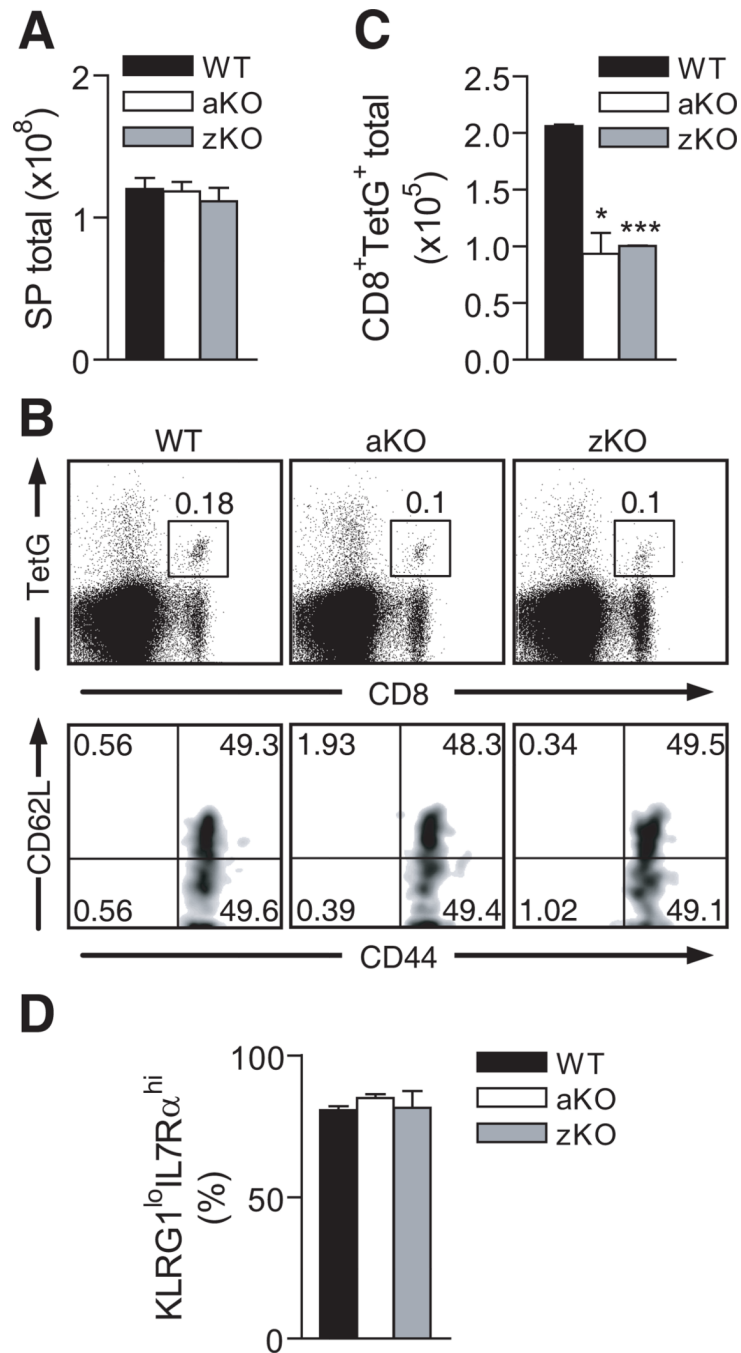 A
WT
aKO
zKO
SP total (x10⁸)
2
1
0
C
WT
aKO
zKO
CD8⁺TetG⁺ total
(x10⁵)
2.5
2.0
1.5
1.0
0.5
0.0
* ***
B
WT aKO zKO
TetG
0.18 0.1 0.1
CD8
CD62L
0.56 49.3 1.93 48.3 0.34 49.5
0.56 49.6 0.39 49.4 1.02 49.1
CD44
D
KLRG1ˡᵒIL7Rαʰⁱ
(%)
100
50
0
WT
aKO
zKO